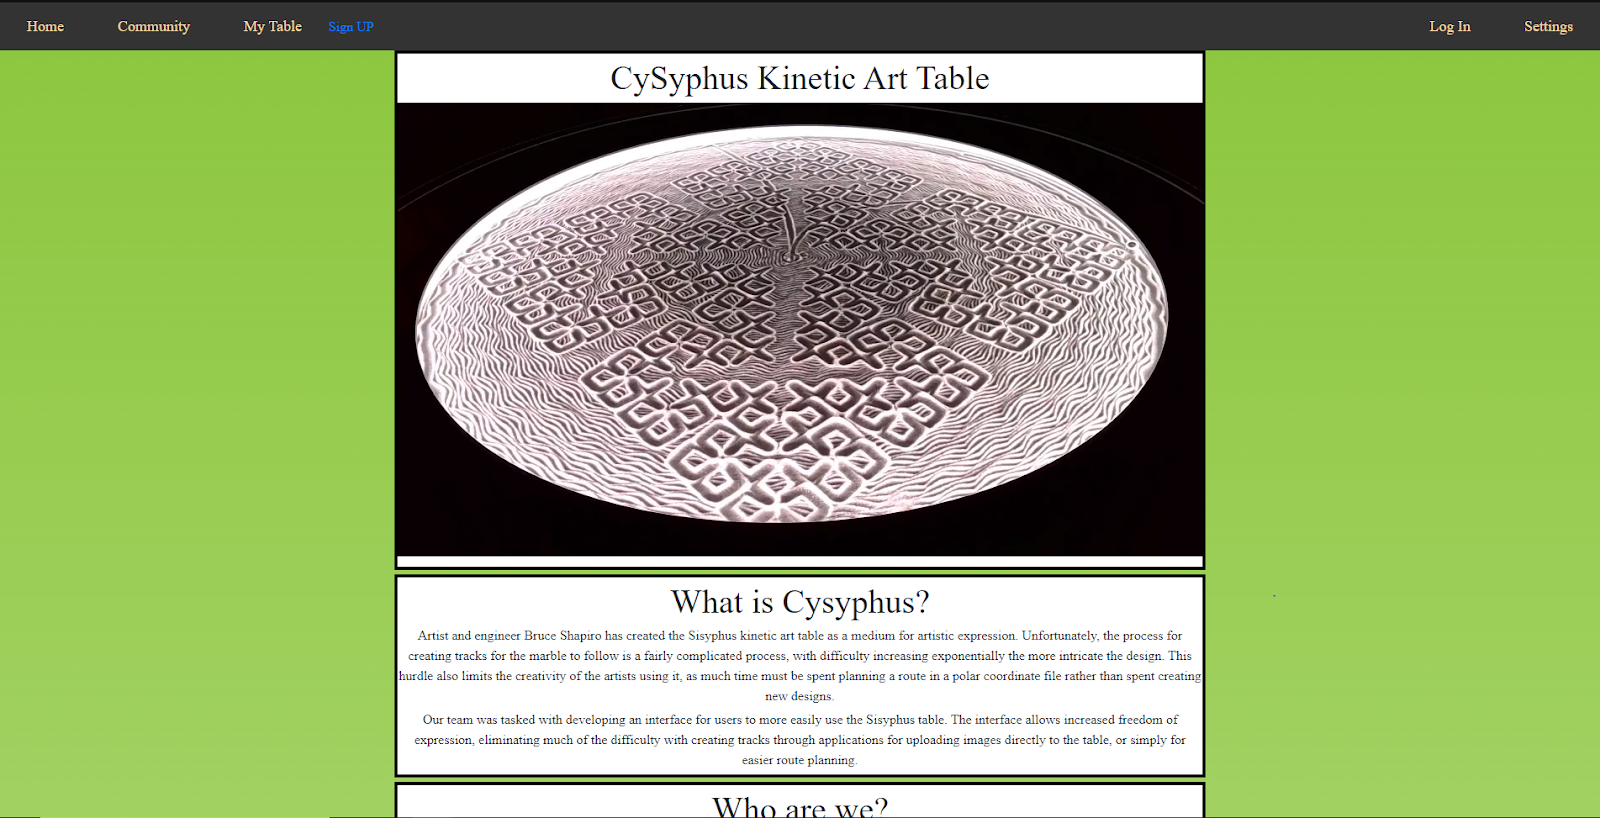 Home Community My Table Sign UP Log In Settings
CySyphus Kinetic Art Table
What is Cysyphus?
Artist and engineer Bruce Shapiro has created the Sisyphus kinetic art table as a medium for artistic expression. Unfortunately, the process for
creating tracks for the marble to follow is a fairly complicated process, with difficulty increasing exponentially the more intricate the design. This
hurdle also limits the creativity of the artists using it, as much time must be spent planning a route in a polar coordinate file rather than spent creating
new designs.
Our team was tasked with developing an interface for users to more easily use the Sisyphus table. The interface allows increased freedom of
expression, eliminating much of the difficulty with creating tracks through applications for uploading images directly to the table, or simply for
easier route planning.
Who are we?